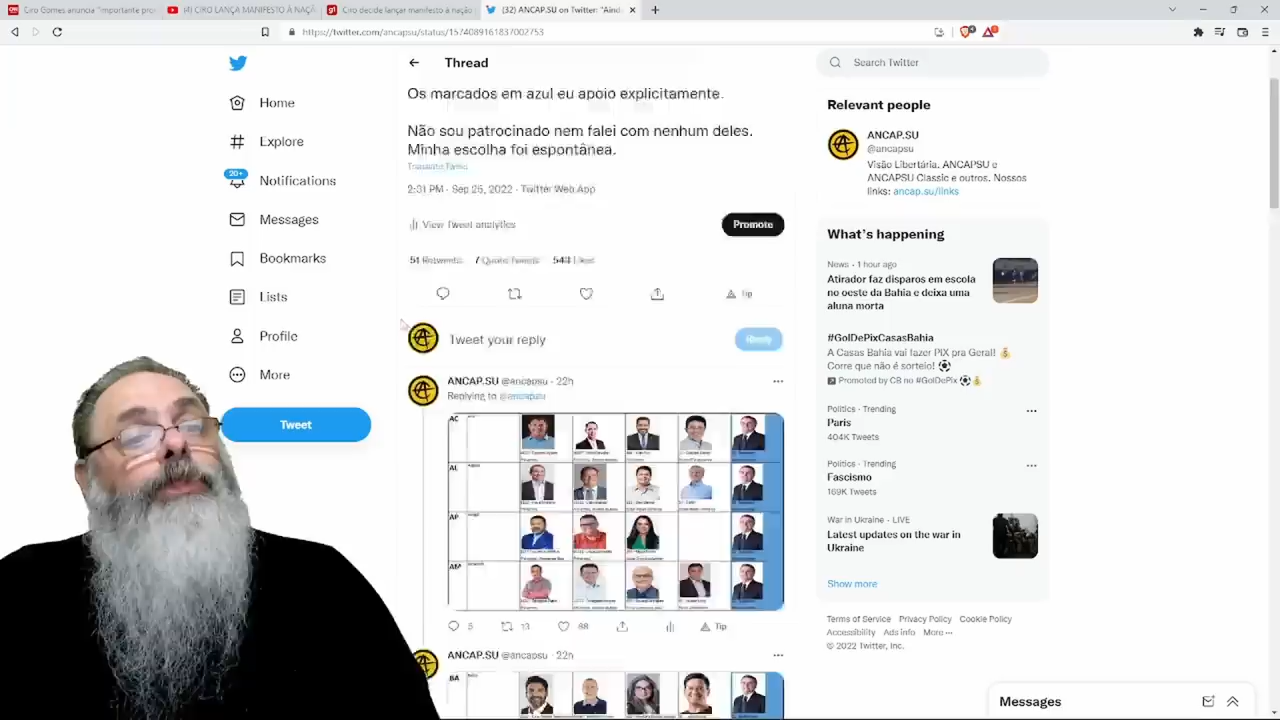 Ciro Gomes anuncia "importante pro
(4) CIRO LANÇA MANIFESTO À NAÇÃ
Ciro decide lançar manifesto à nação
(32) ANCAP.SU on Twitter: "Aind
https://twitter.com/ancapsu/status/1574089161837002753
Home
Explore
20+
Notifications
Messages
Bookmarks
Lists
Profile
More
Tweet
Thread
Os marcados em azul eu apoio explicitamente.
Não sou patrocinado nem falei com nenhum deles.
Minha escolha foi espontânea.
Translate Tweet
2:31 PM · Sep 25, 2022 · Twitter Web App
View Tweet analytics
Promote
51 Retweets 7 Quote Tweets Likes
Tip
Tweet your reply
Reply
ANCAP.SU @ancapsu · 22h
Replying to @ancapsu
AC
AL
AP
AM
5 13 88 Tip
ANCAP.SU @ancapsu · 22h
BA
Search Twitter
Relevant people
ANCAP.SU
@ancapsu
Visão Libertária, ANCAPSU e
ANCAPSU Classic e outros. Nossos
links: ancap.su/links
What's happening
News · 1 hour ago
Atirador faz disparos em escola
no oeste da Bahia e deixa uma
aluna morta
#GolDePixCasasBahia
A Casas Bahia vai fazer PIX pra Geral! 💰
Corre que não é sorteio! ⚽
Promoted by CB no #GolDePix ⚽💰
Politics · Trending
Paris
404K Tweets
Politics · Trending
Fascismo
169K Tweets
War in Ukraine · LIVE
Latest updates on the war in
Ukraine
Show more
Terms of Service Privacy Policy Cookie Policy
Accessibility Ads info More ···
© 2022 Twitter, Inc.
Messages